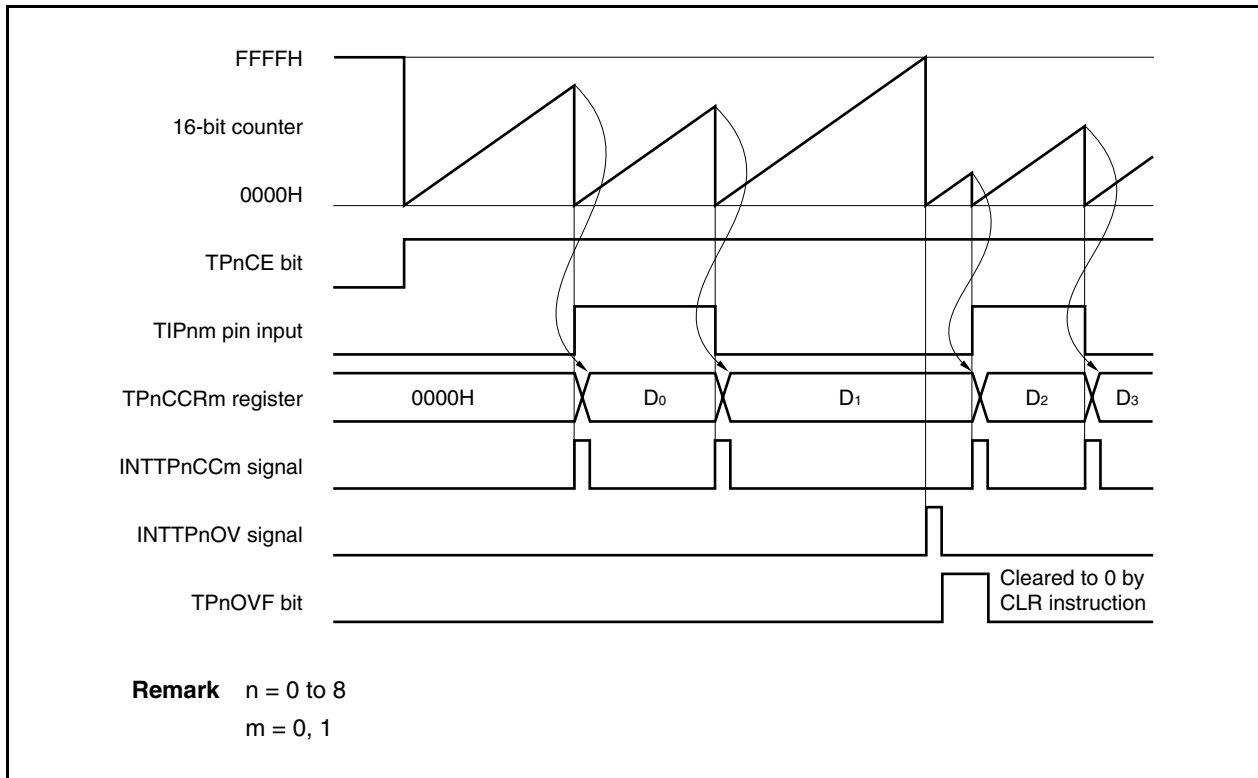 FFFFH
16-bit counter
0000H
TPnCE bit
TIPnm pin input
TPnCCRm register
0000H
D0
D1
D2
D3
INTTPnCCm signal
INTTPnOV signal
TPnOVF bit
Cleared to 0 by
CLR instruction
Remark n = 0 to 8
m = 0, 1